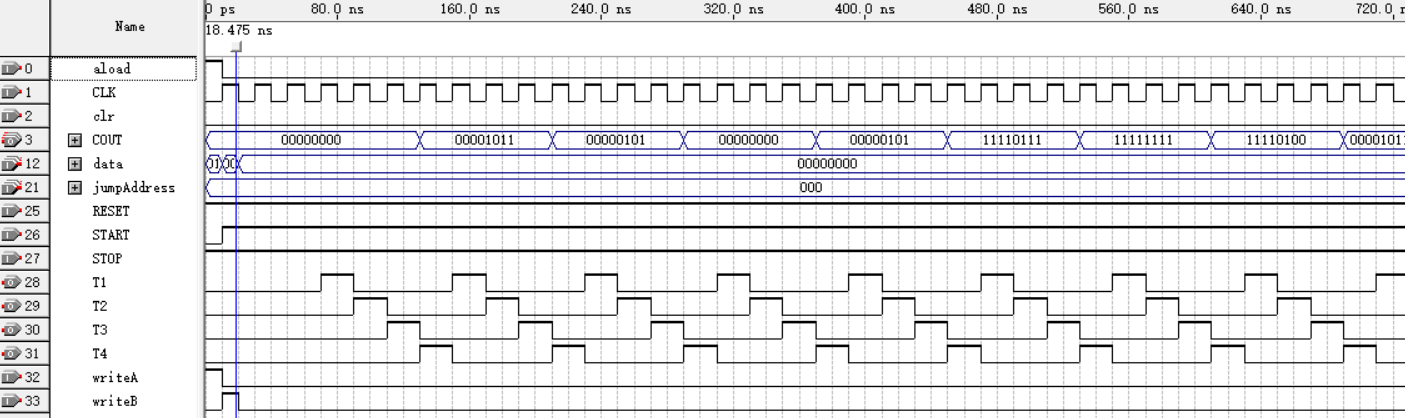 0 ps 80.0 ns 160.0 ns 240.0 ns 320.0 ns 400.0 ns 480.0 ns 560.0 ns 640.0 ns 720.0 n
Name
18.475 ns
0 aload
1 CLK
2 clr
3 COUT 00000000 00001011 00000101 00000000 00000101 11110111 11111111 11110100 00001011
12 data 00000000
21 jumpAddress 000
25 RESET
26 START
27 STOP
28 T1
29 T2
30 T3
31 T4
32 writeA
33 writeB